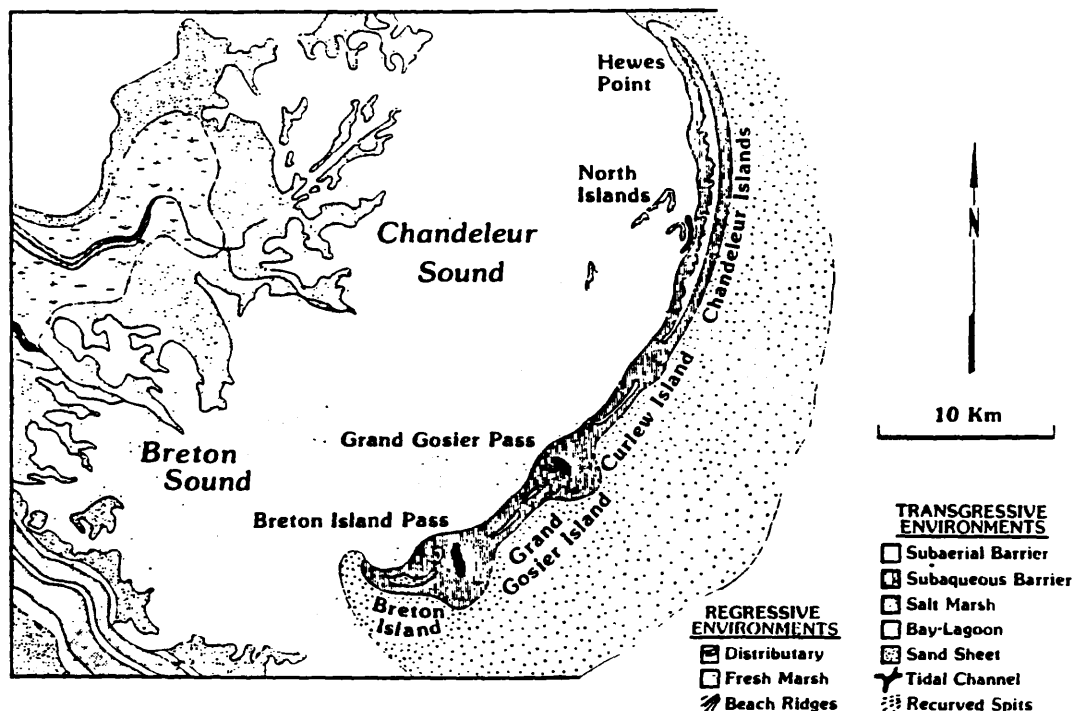 Hewes
Point
North
Islands
Chandeleur
Sound
Chandeleur Islands
N
10 Km
Curlew Island
Grand Gosier Pass
Breton
Sound
Breton Island Pass
Grand
Gosier Island
Breton
Island
REGRESSIVE
ENVIRONMENTS
Distributary
Fresh Marsh
Beach Ridges
TRANSGRESSIVE
ENVIRONMENTS
Subaerial Barrier
Subaqueous Barrier
Salt Marsh
Bay-Lagoon
Sand Sheet
Tidal Channel
Recurved Spits